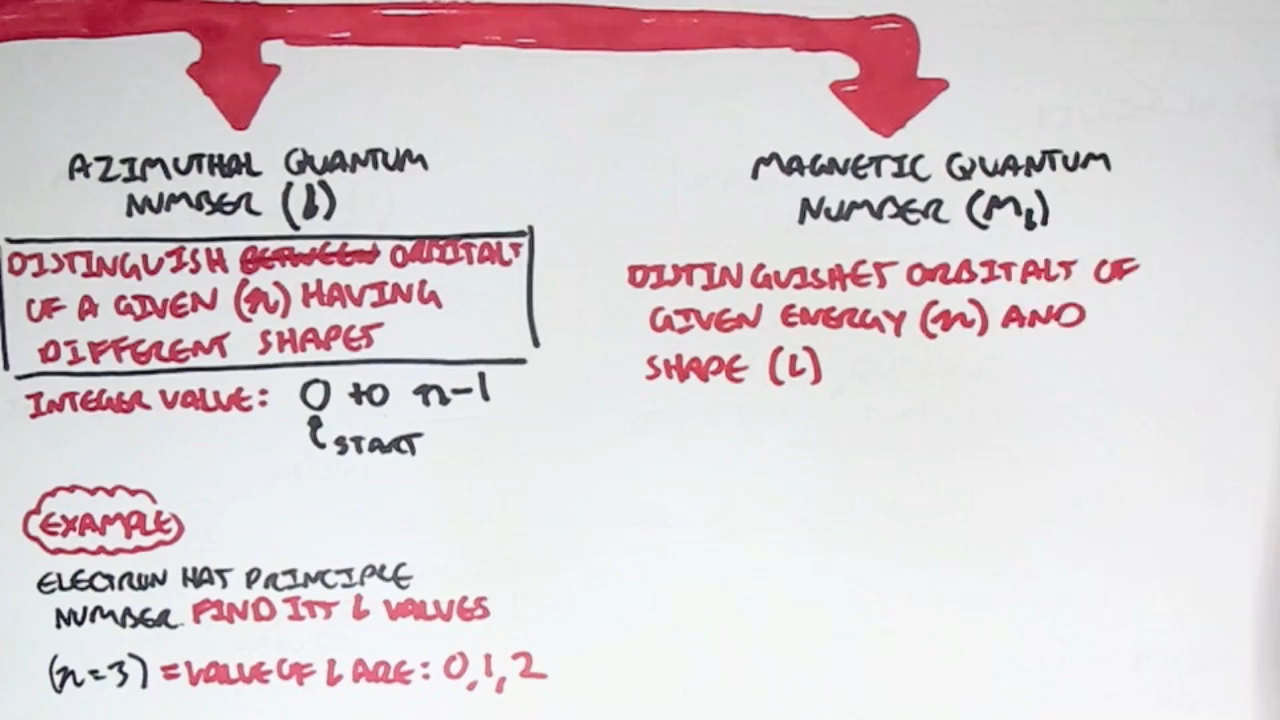 AZIMUTHAL QUANTUM
NUMBER (l)
DISTINGUISH BETWEEN ORBITALS
OF A GIVEN (n) HAVING
DIFFERENT SHAPES
INTEGER VALUE: 0 to n-1
START
EXAMPLE
ELECTRON HAS PRINCIPLE
NUMBER FIND ITS L VALUES
(n=3) = VALUE OF L ARE: 0,1,2
MAGNETIC QUANTUM
NUMBER (Ml)
DISTINGUISHES ORBITALS OF
GIVEN ENERGY (n) AND
SHAPE (L)